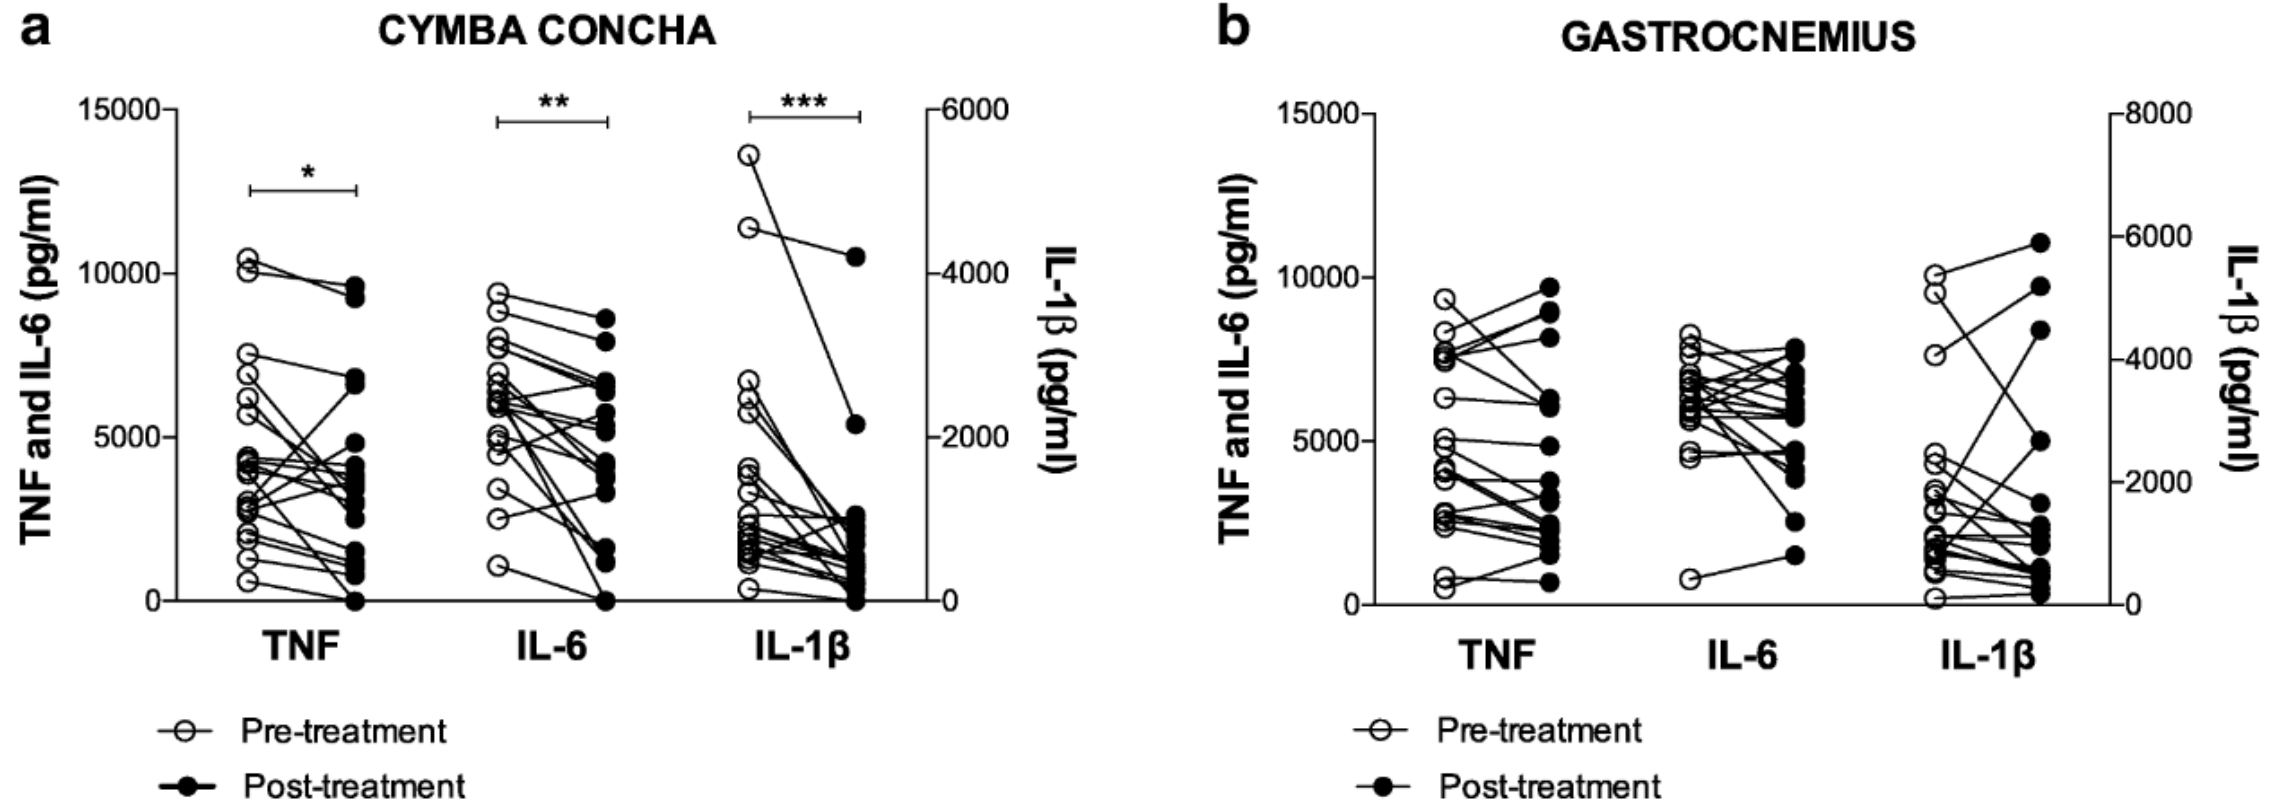 a
CYMBA CONCHA
TNF and IL-6 (pg/ml)
15000
10000
5000
0
*
**
***
6000
4000
2000
0
IL-1β (pg/ml)
TNF
IL-6
IL-1β
Pre-treatment
Post-treatment
b
GASTROCNEMIUS
TNF and IL-6 (pg/ml)
15000
10000
5000
0
8000
6000
4000
2000
0
IL-1β (pg/ml)
TNF
IL-6
IL-1β
Pre-treatment
Post-treatment